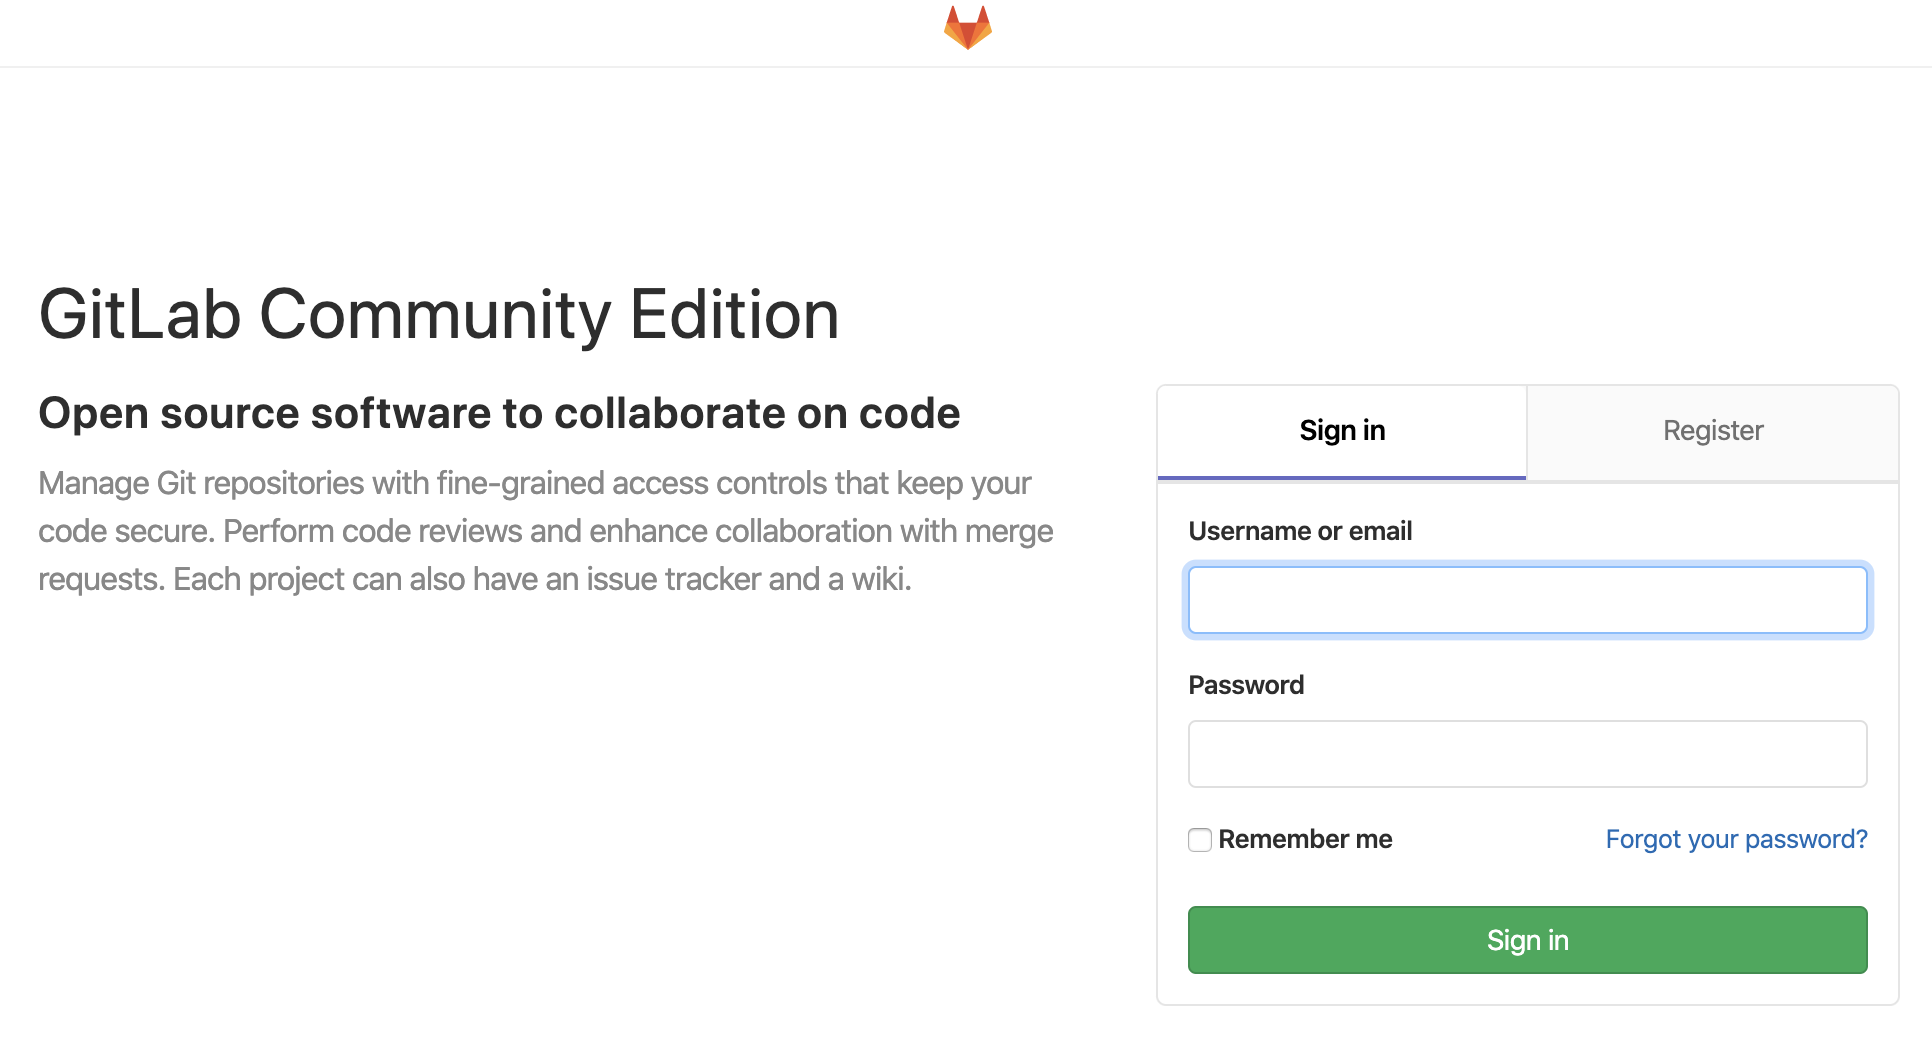 GitLab Community Edition
Open source software to collaborate on code
Manage Git repositories with fine-grained access controls that keep your
code secure. Perform code reviews and enhance collaboration with merge
requests. Each project can also have an issue tracker and a wiki.
Sign in
Register
Username or email
Password
Remember me
Forgot your password?
Sign in